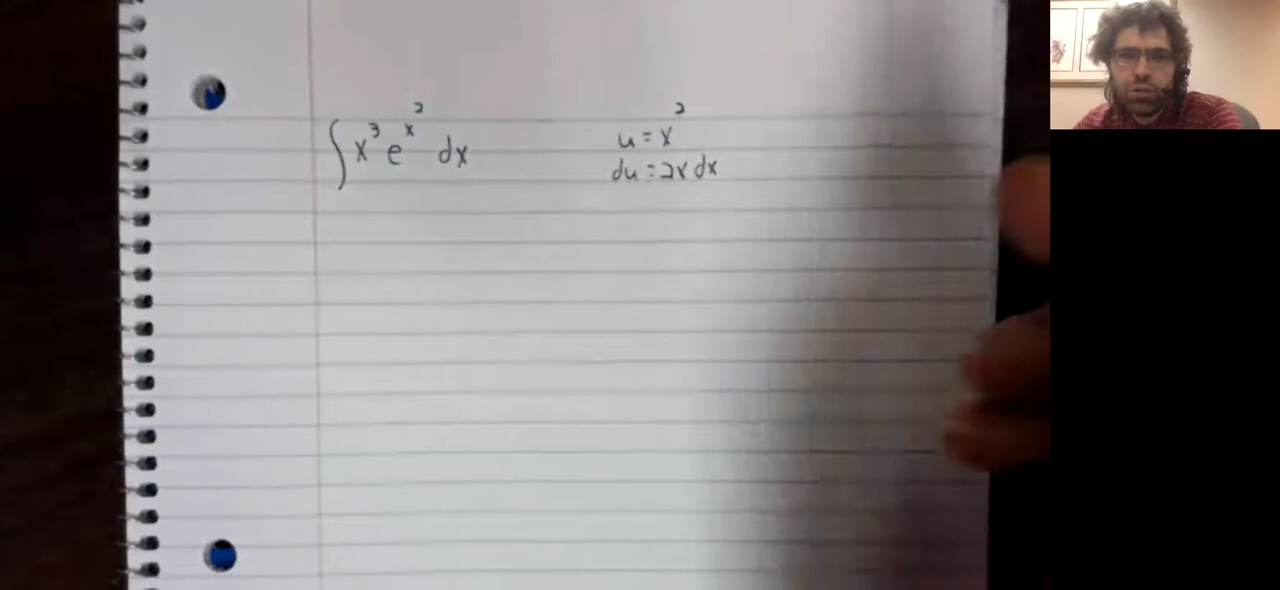 ∫x³e^(x²) dx
u = x²
du = 2x dx